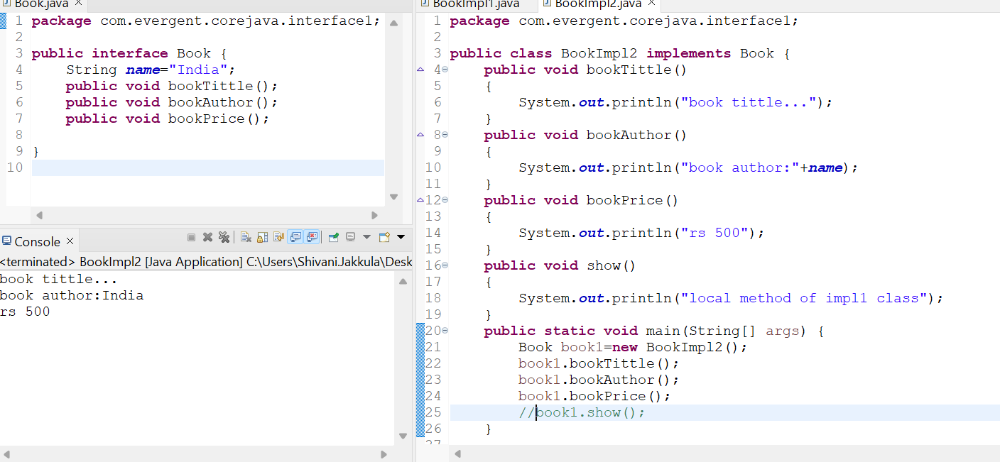 Book.java
1 package com.evergent.corejava.interface1;
2
3 public interface Book {
4     String name="India";
5     public void bookTittle();
6     public void bookAuthor();
7     public void bookPrice();
8
9 }
10
Console
<terminated> BookImpl2 [Java Application] C:\Users\Shivani.Jakkula\Desk
book tittle...
book author:India
rs 500
BookImpl1.java BookImpl2.java
1 package com.evergent.corejava.interface1;
2
3 public class BookImpl2 implements Book {
4     public void bookTittle()
5     {
6         System.out.println("book tittle...");
7     }
8     public void bookAuthor()
9     {
10         System.out.println("book author:"+name);
11     }
12     public void bookPrice()
13     {
14         System.out.println("rs 500");
15     }
16     public void show()
17     {
18         System.out.println("local method of impl1 class");
19     }
20     public static void main(String[] args) {
21         Book book1=new BookImpl2();
22         book1.bookTittle();
23         book1.bookAuthor();
24         book1.bookPrice();
25         //book1.show();
26     }
27